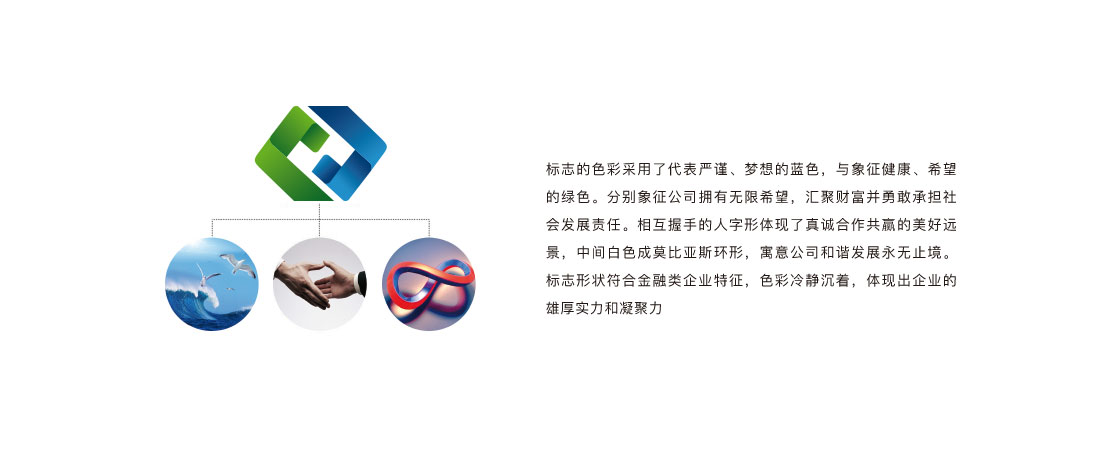 标志的色彩采用了代表严谨、梦想的蓝色，与象征健康、希望
的绿色。分别象征公司拥有无限希望，汇聚财富并勇敢承担社
会发展责任。相互握手的人字形体现了真诚合作共赢的美好远
景，中间白色成莫比亚斯环形，寓意公司和谐发展永无止境。
标志形状符合金融类企业特征，色彩冷静沉着，体现出企业的
雄厚实力和凝聚力